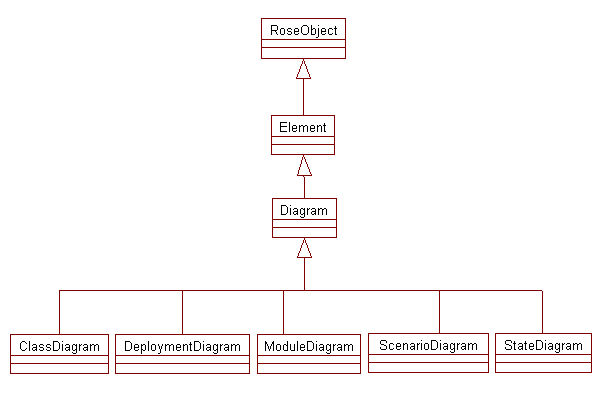 RoseObject
Element
Diagram
ClassDiagram
DeploymentDiagram
ModuleDiagram
ScenarioDiagram
StateDiagram